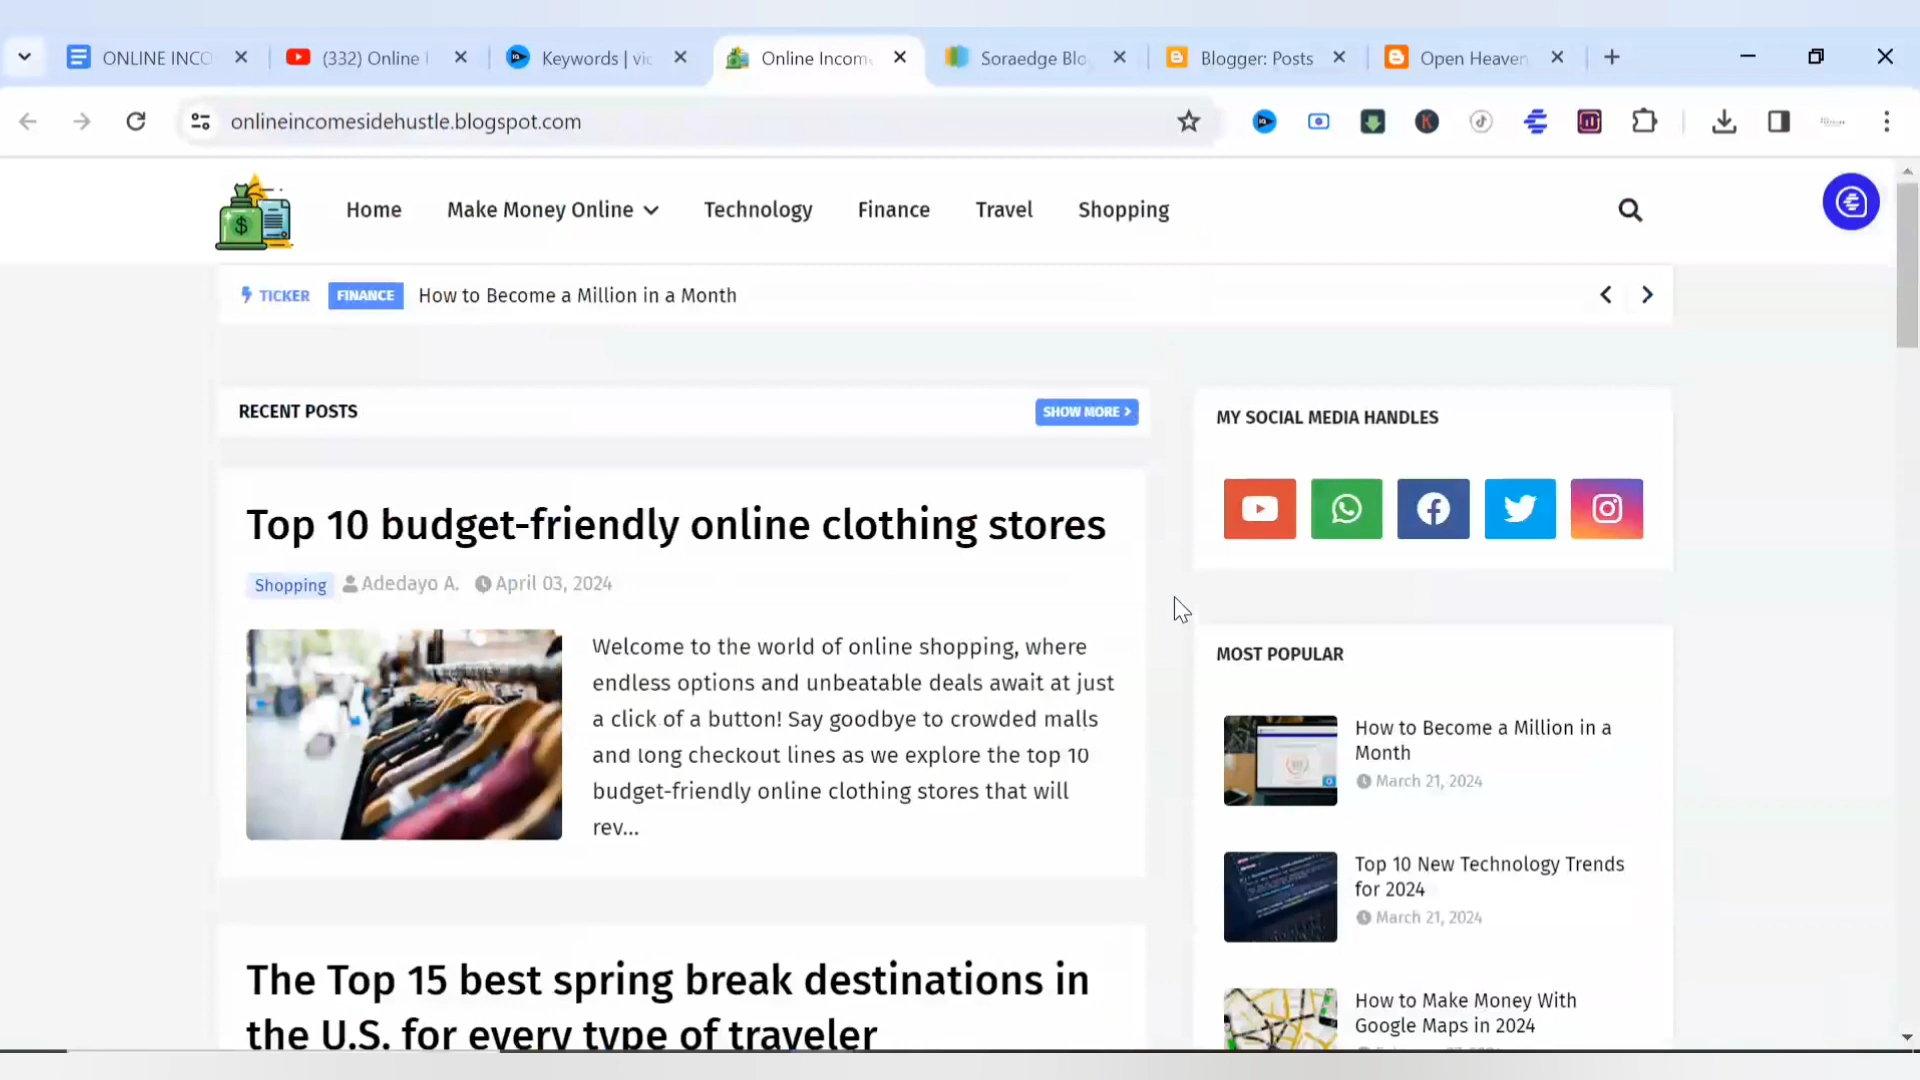 ONLINE INCO
(332) Online
Keywords | vi
Online Incom
Soraedge Blo
Blogger: Posts
Open Heaven
onlineincomesidehustle.blogspot.com
Home
Make Money Online
Technology
Finance
Travel
Shopping
TICKER
FINANCE
How to Become a Million in a Month
RECENT POSTS
SHOW MORE
MY SOCIAL MEDIA HANDLES
Top 10 budget-friendly online clothing stores
Shopping Adedayo A. April 03, 2024
Welcome to the world of online shopping, where
endless options and unbeatable deals await at just
a click of a button! Say goodbye to crowded malls
and long checkout lines as we explore the top 10
budget-friendly online clothing stores that will
rev...
MOST POPULAR
How to Become a Million in a
Month
March 21, 2024
Top 10 New Technology Trends
for 2024
March 21, 2024
How to Make Money With
Google Maps in 2024
The Top 15 best spring break destinations in
the U.S. for every type of traveler